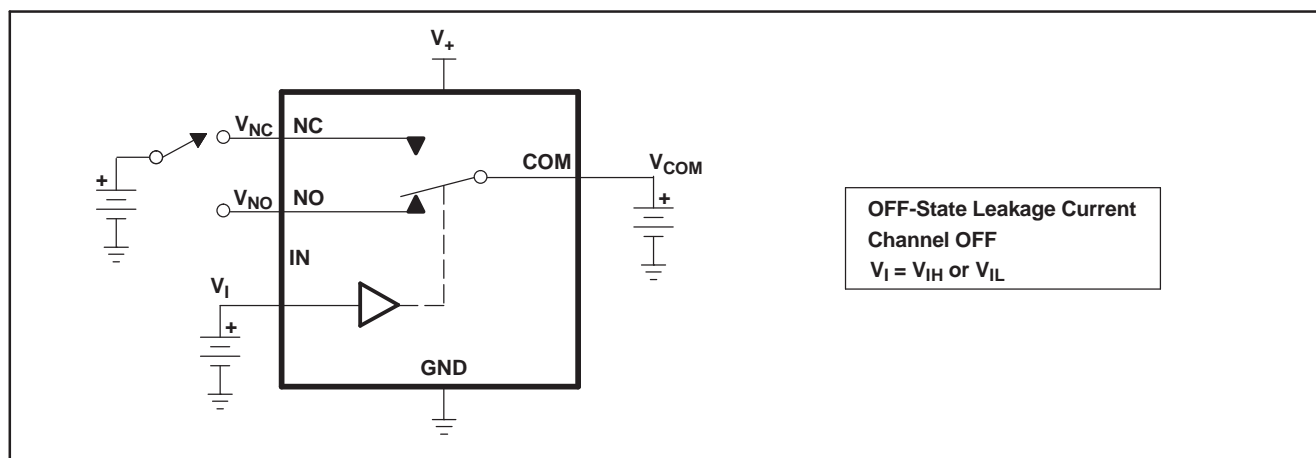 V+
VNC NC
COM VCOM
+
VNO NO
+
IN
VI
+
GND
OFF-State Leakage Current
Channel OFF
VI = VIH or VIL